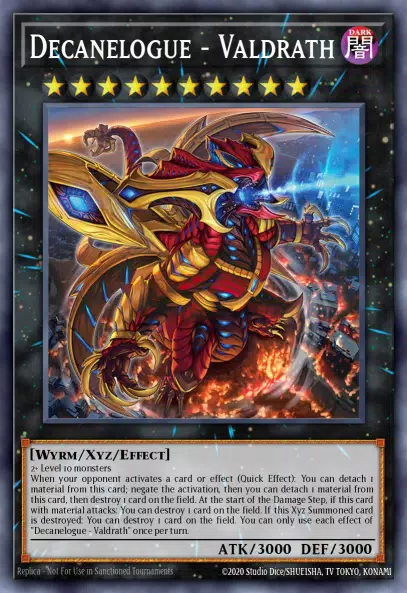 Decanelogue - Valdrath
DARK
闇
[Wyrm/Xyz/Effect]
2+ Level 10 monsters
When your opponent activates a card or effect (Quick Effect): You can detach 1
material from this card; negate the activation, then you can detach 1 material from
this card, then destroy 1 card on the field. At the start of the Damage Step, if this card
with material attacks: You can destroy 1 card on the field. If this Xyz Summoned card
is destroyed: You can destroy 1 card on the field. You can only use each effect of
"Decanelogue - Valdrath" once per turn.
ATK/3000 DEF/3000
Replica - Not For Use in Sanctioned Tournaments
©2020 Studio Dice/SHUEISHA, TV TOKYO, KONAMI